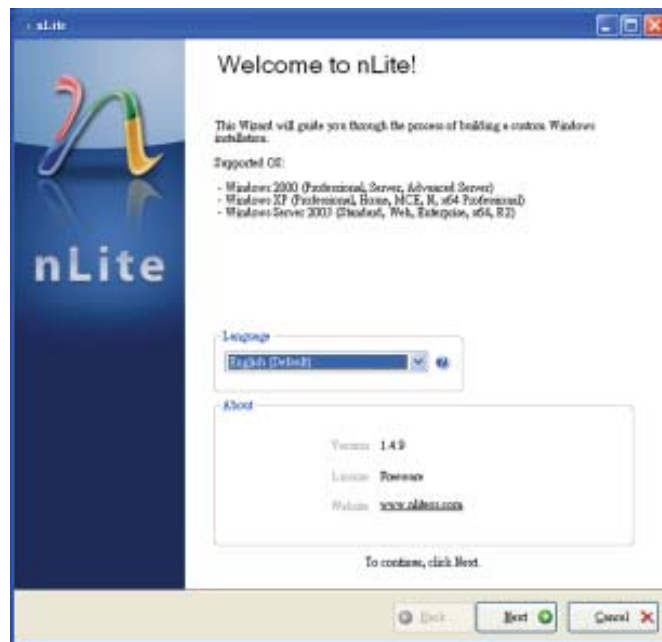 nLite
Welcome to nLite!
nLite
This Wizard will guide you through the process of building a custom Windows
installation.
Supported OS:
- Windows 2000 (Professional, Server, Advanced Server)
- Windows XP (Professional, Home, MCE, N, x64 Professional)
- Windows Server 2003 (Standard, Web, Enterprise, x64, R2)
Language
English (Default)
About
Version 1.4.9
License Freeware
Website www.nliteos.com
To continue, click Next.
Back
Next
Cancel